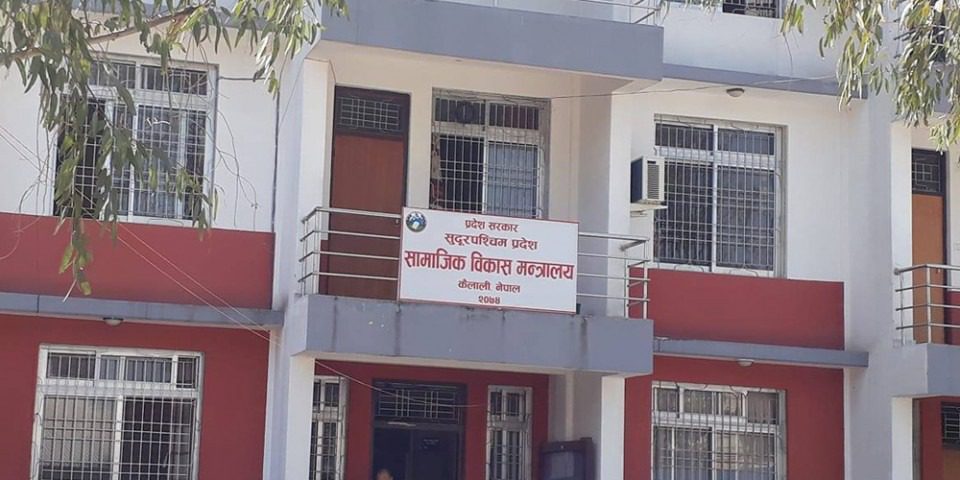 प्रदेश सरकार
सुदूरपश्चिम प्रदेश
सामाजिक विकास मन्त्रालय
कैलाली, नेपाल
२०७४